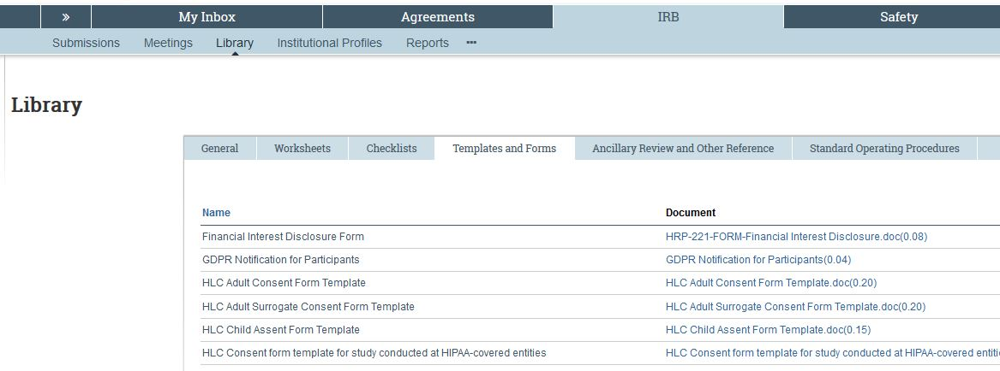 » My Inbox Agreements IRB Safety
Submissions Meetings Library Institutional Profiles Reports ···
Library
General Worksheets Checklists Templates and Forms Ancillary Review and Other Reference Standard Operating Procedures
Name Document
Financial Interest Disclosure Form HRP-221-FORM-Financial Interest Disclosure.doc(0.08)
GDPR Notification for Participants GDPR Notification for Participants(0.04)
HLC Adult Consent Form Template HLC Adult Consent Form Template.doc(0.20)
HLC Adult Surrogate Consent Form Template HLC Adult Surrogate Consent Form Template.doc(0.20)
HLC Child Assent Form Template HLC Child Assent Form Template.doc(0.15)
HLC Consent form template for study conducted at HIPAA-covered entities HLC Consent form template for study conducted at HIPAA-covered